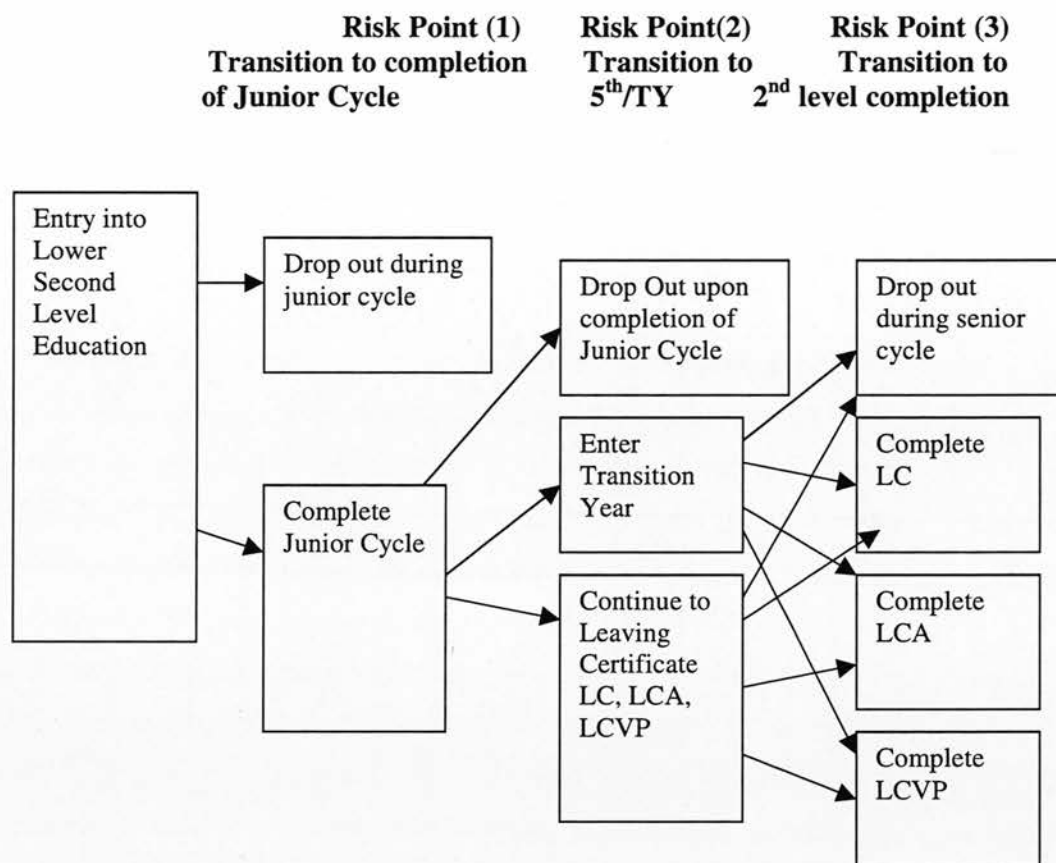 Risk Point (1)
Transition to completion
of Junior Cycle
Risk Point(2)
Transition to
5th/TY
Risk Point (3)
Transition to
2nd level completion
Entry into
Lower
Second
Level
Education
Drop out during
junior cycle
Complete
Junior Cycle
Drop Out upon
completion of
Junior Cycle
Enter
Transition
Year
Continue to
Leaving
Certificate
LC, LCA,
LCVP
Drop out
during senior
cycle
Complete
LC
Complete
LCA
Complete
LCVP